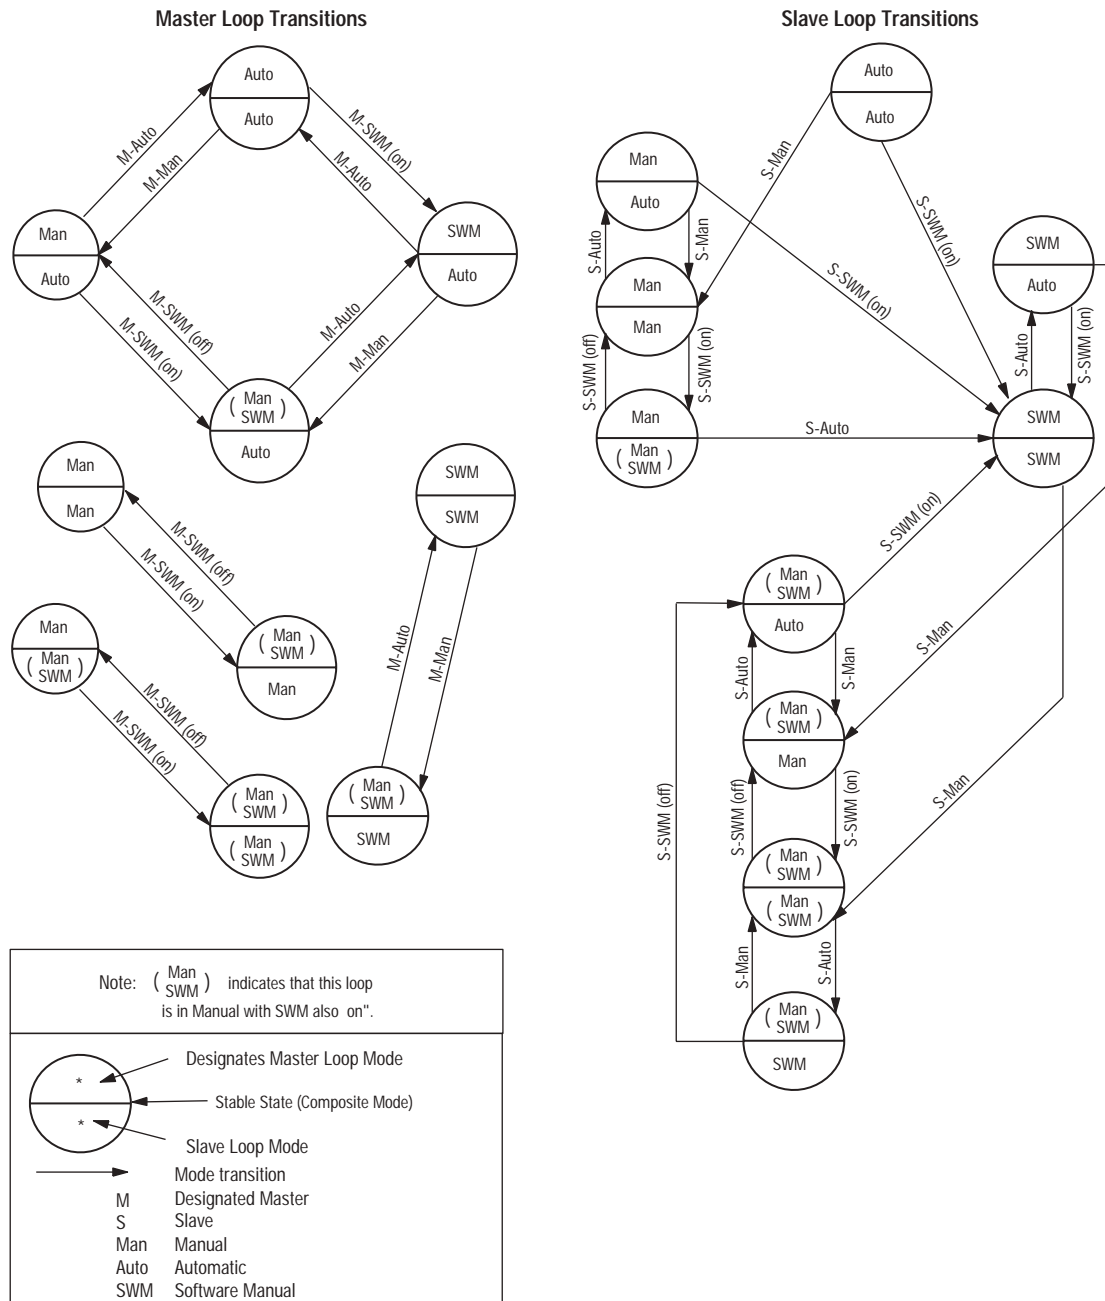 Master Loop Transitions
Auto
Auto
M-Auto
M-Man
M-SWM (on)
M-Auto
Man
Auto
SWM
Auto
M-SWM (off)
M-SWM (on)
M-Auto
M-Man
( Man
SWM )
Auto
Man
Man
M-SWM (off)
M-SWM (on)
( Man
SWM )
Man
SWM
SWM
M-Auto
M-Man
( Man
SWM )
SWM
Man
( Man
SWM )
M-SWM (off)
M-SWM (on)
( Man
SWM )
( Man
SWM )
Note: ( Man
SWM ) indicates that this loop
is in Manual with SWM also on".
*
*
Designates Master Loop Mode
Stable State (Composite Mode)
Slave Loop Mode
Mode transition
M Designated Master
S Slave
Man Manual
Auto Automatic
SWM Software Manual
Slave Loop Transitions
Auto
Auto
S-Man
S-SWM (on)
Man
Auto
S-Auto
S-Man
S-SWM (on)
Man
Man
S-SWM (off)
S-SWM (on)
Man
( Man
SWM )
S-Auto
SWM
Auto
S-Auto
S-SWM (on)
SWM
SWM
S-SWM (on)
S-Man
S-Man
( Man
SWM )
Auto
S-Auto
S-Man
( Man
SWM )
Man
S-SWM (off)
S-SWM (off)
S-SWM (on)
( Man
SWM )
( Man
SWM )
S-Man
S-Auto
( Man
SWM )
SWM